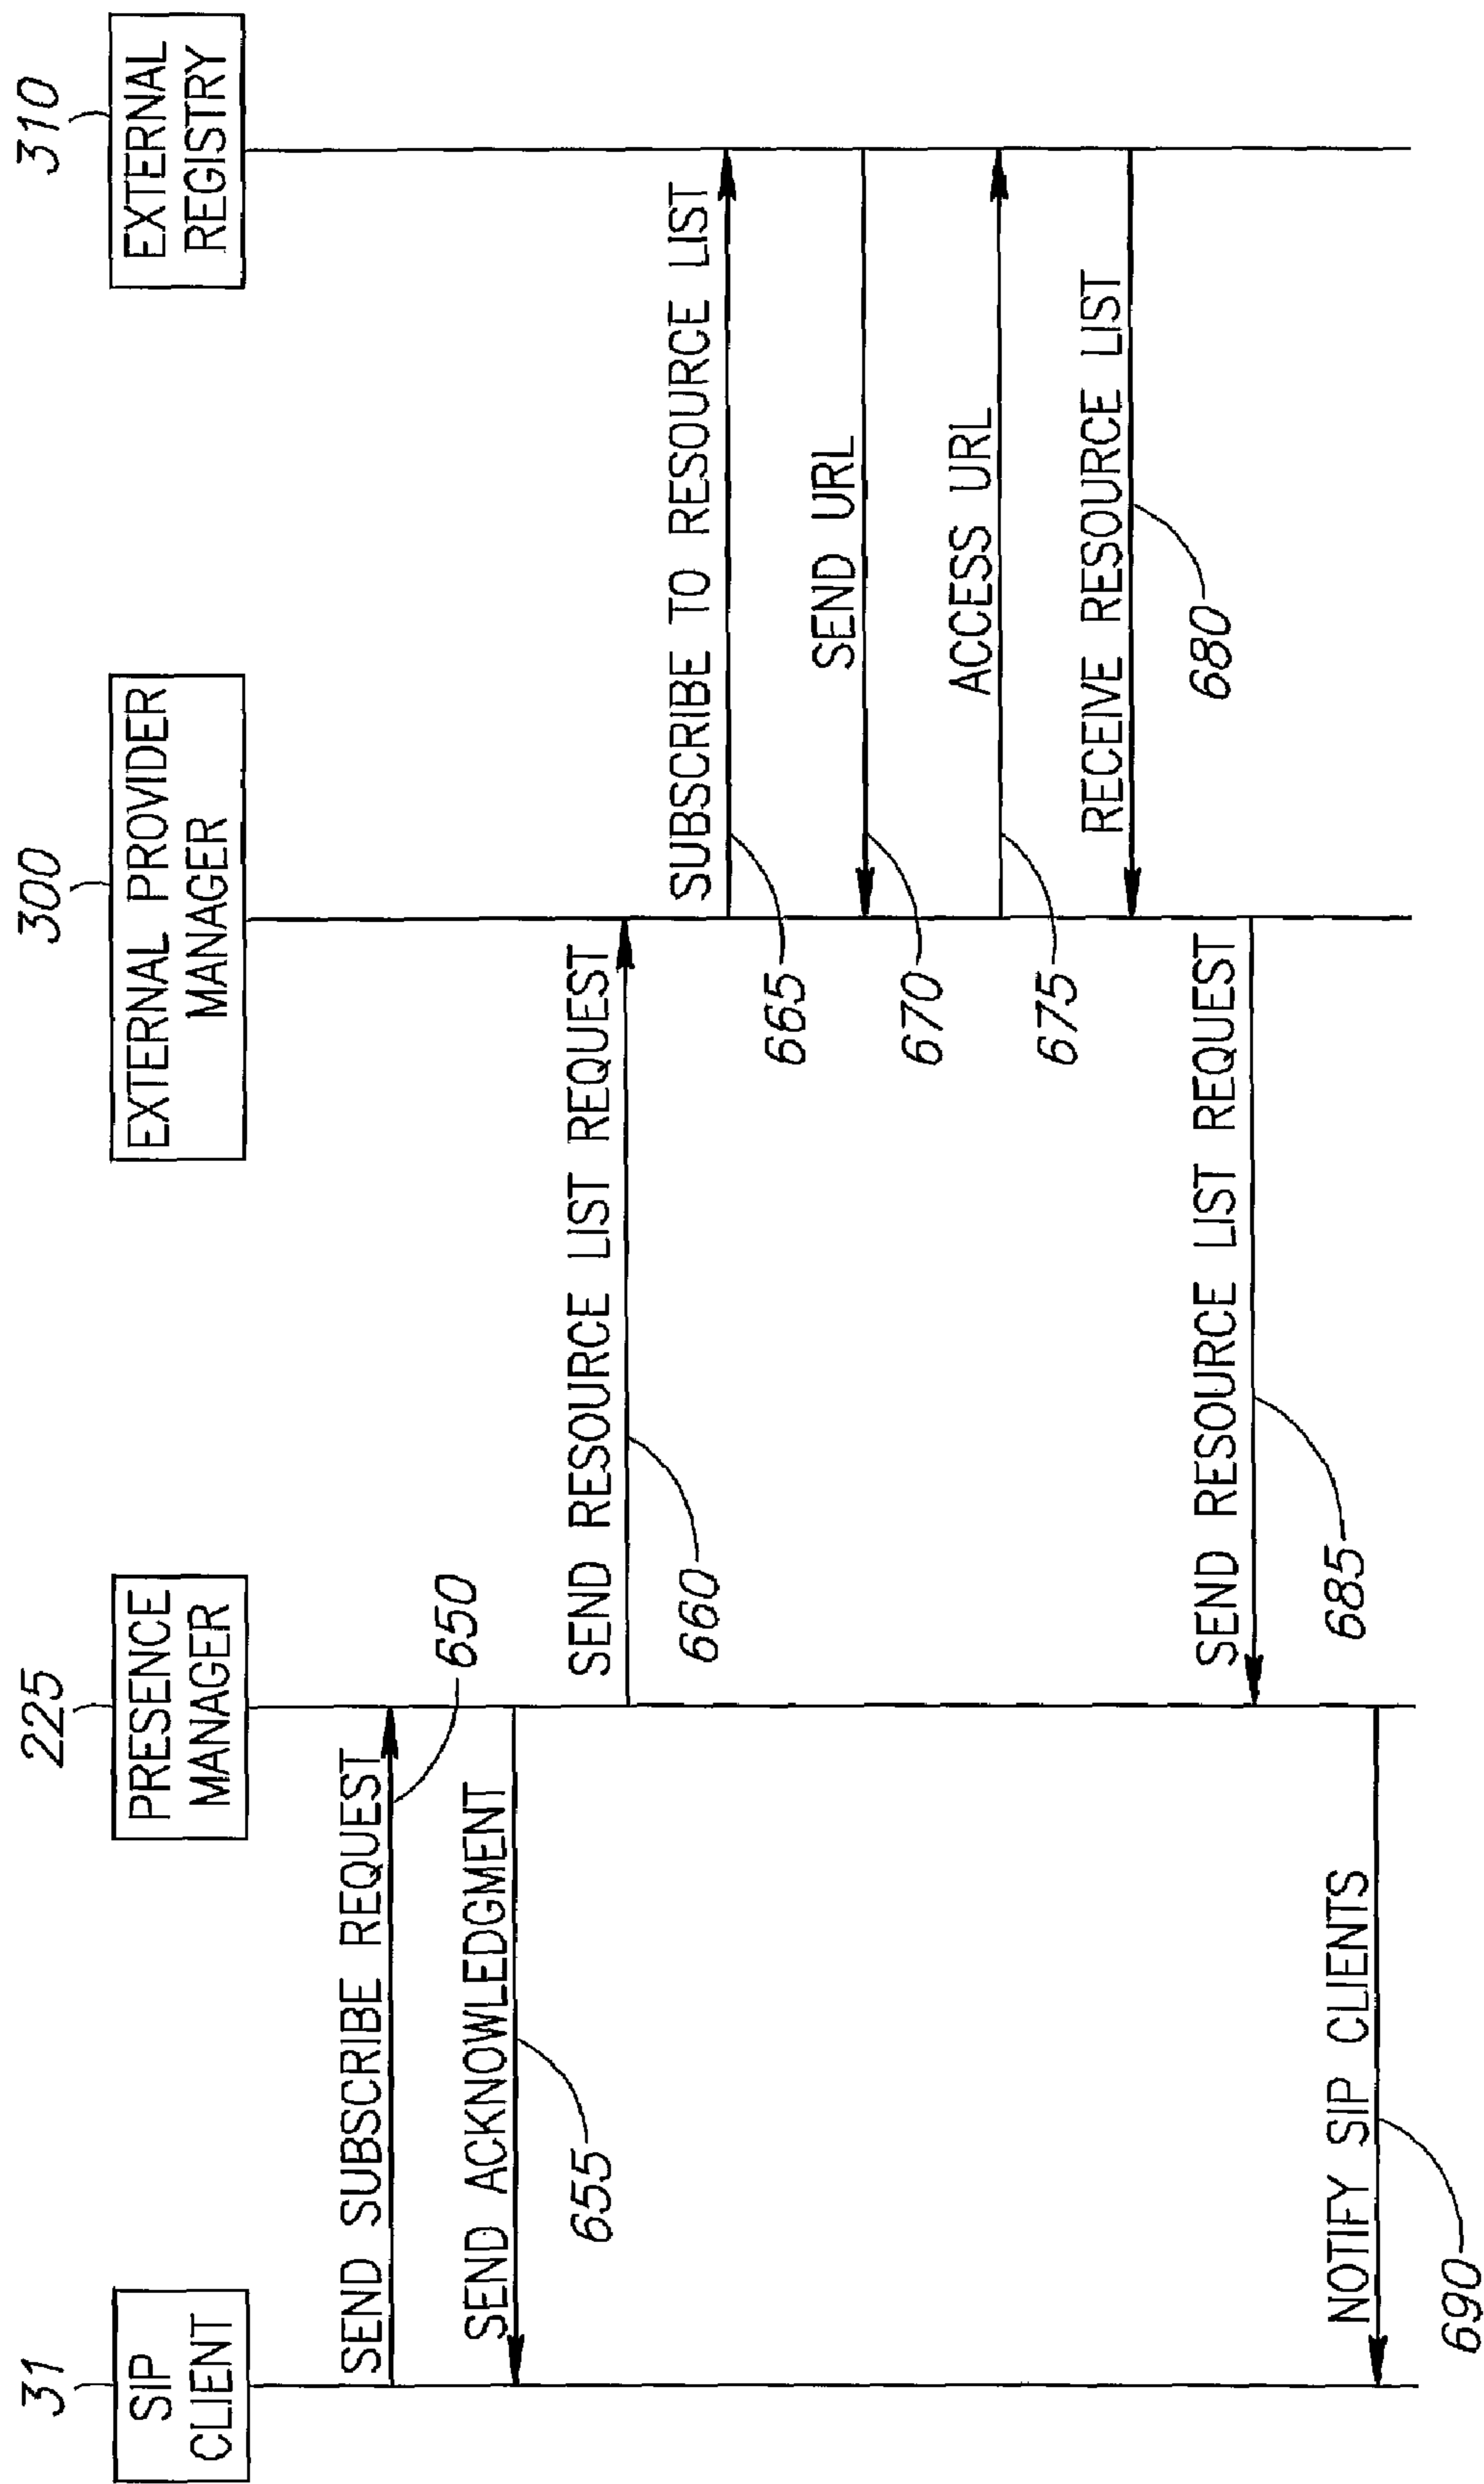 31
SIP
CLIENT
225
PRESENCE
MANAGER
300
EXTERNAL PROVIDER
MANAGER
310
EXTERNAL
REGISTRY
SEND SUBSCRIBE REQUEST
650
SEND ACKNOWLEDGMENT
655
SEND RESOURCE LIST REQUEST
660
SUBSCRIBE TO RESOURCE LIST
665
SEND URL
670
ACCESS URL
675
RECEIVE RESOURCE LIST
680
SEND RESOURCE LIST REQUEST
685
NOTIFY SIP CLIENTS
690